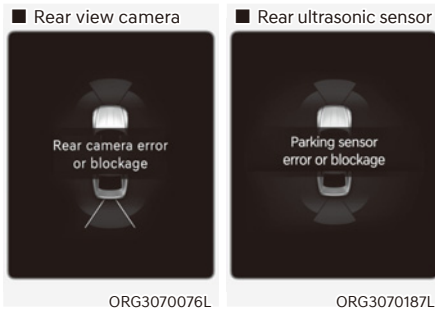 ■ Rear view camera
Rear camera error
or blockage
ORG3070076L
■ Rear ultrasonic sensor
Parking sensor
error or blockage
ORG3070187L